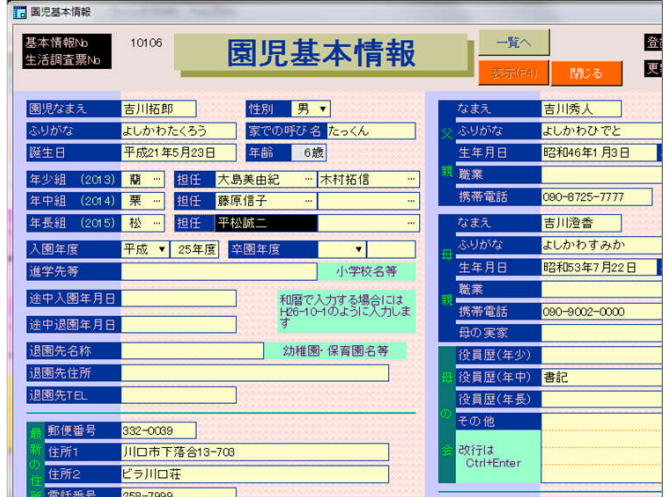 園児基本情報
基本情報No 10106
生活調査票No
園児基本情報
一覧へ
表示(F4) 閉じる
園児なまえ 吉川拓郎 性別 男
ふりがな よしかわたくろう 家での呼び名 たっくん
誕生日 平成21年5月23日 年齢 6歳
年少組 (2013) 蘭 … 担任 大島美由紀 … 木村拓信 …
年中組 (2014) 栗 … 担任 藤原信子 … …
年長組 (2015) 松 … 担任 平松誠二 …
入園年度 平成 25年度 卒園年度
進学先等 小学校名等
途中入園年月日
途中退園年月日
和暦で入力する場合には
H26-10-1のように入力しま
す
退園先名称 幼稚園・保育園名等
退園先住所
退園先TEL
最新の住所
郵便番号 332-0039
住所1 川口市下落合13-703
住所2 ビラ川口荘
電話番号 258-7999
父親
なまえ 吉川秀人
ふりがな よしかわひでと
生年月日 昭和46年1月3日
職業
携帯電話 090-8725-7777
母親
なまえ 吉川澄香
ふりがな よしかわすみか
生年月日 昭和53年7月22日
職業
携帯電話 090-9002-0000
母の実家
母の会
役員歴(年少)
役員歴(年中) 書記
役員歴(年長)
その他
改行は
Ctrl+Enter